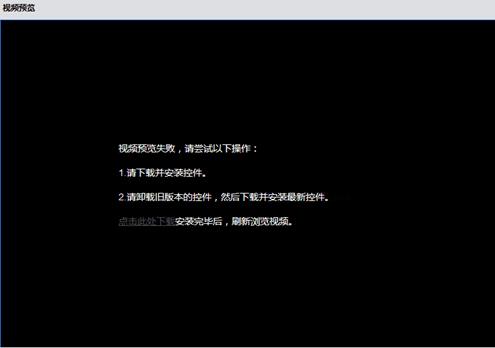 视频预览
视频预览失败，请尝试以下操作：
1.请下载并安装控件。
2.请卸载旧版本的控件，然后下载并安装最新控件。
点击此处下载安装完毕后，刷新浏览视频。